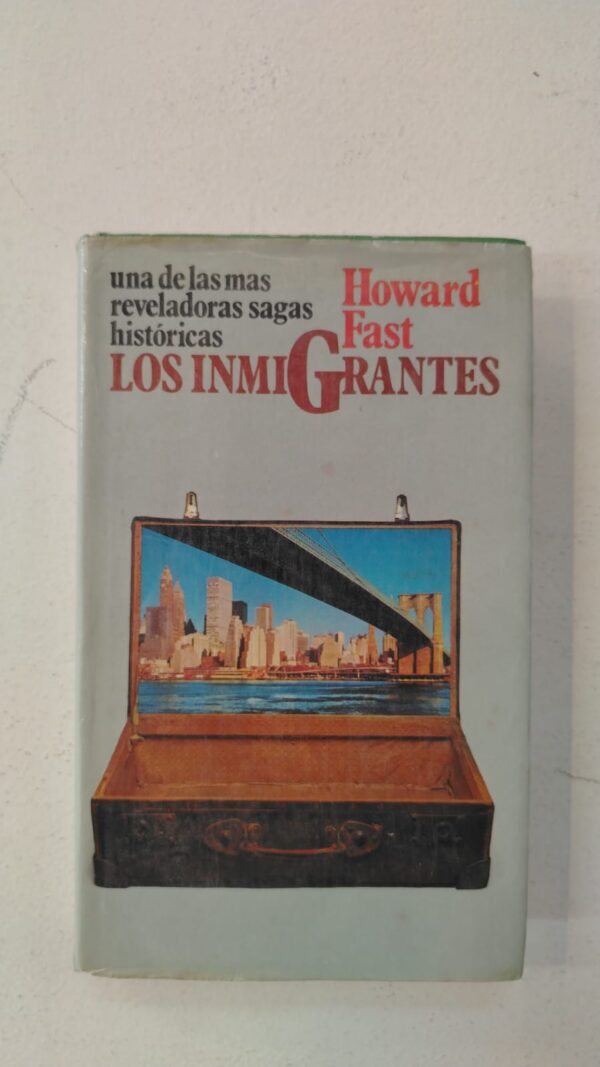 una de las mas
reveladoras sagas
históricas
Howard
Fast
LOS INMIGRANTES